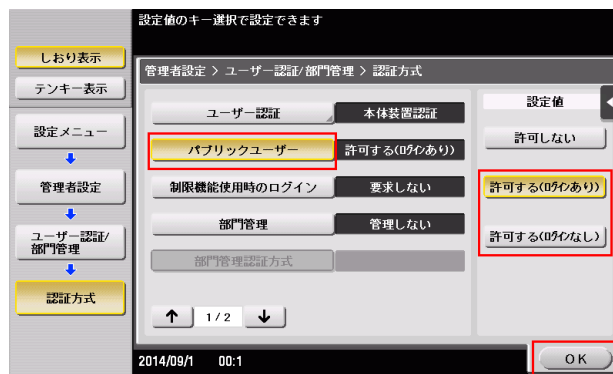 設定値のキー選択で設定できます
しおり表示
テンキー表示
設定メニュー
管理者設定
ユーザー認証/
部門管理
認証方式
管理者設定 > ユーザー認証/部門管理 > 認証方式
ユーザー認証 本体装置認証
パブリックユーザー 許可する(ログインあり)
制限機能使用時のログイン 要求しない
部門管理 管理しない
部門管理認証方式
↑ 1/2 ↓
設定値
許可しない
許可する(ログインあり)
許可する(ログインなし)
2014/09/1 00:1
OK